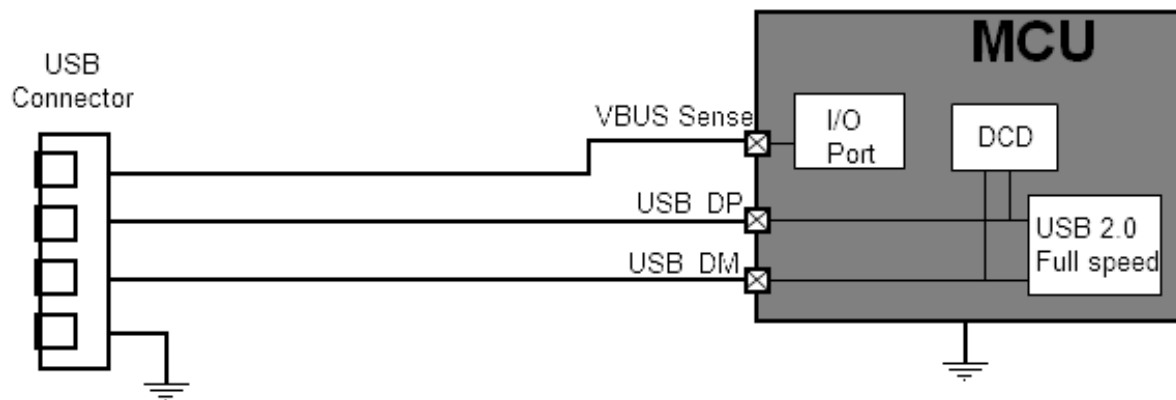 MCU
USB
Connector
VBUS Sense
I/O
Port
DCD
USB DP
USB 2.0
Full speed
USB DM